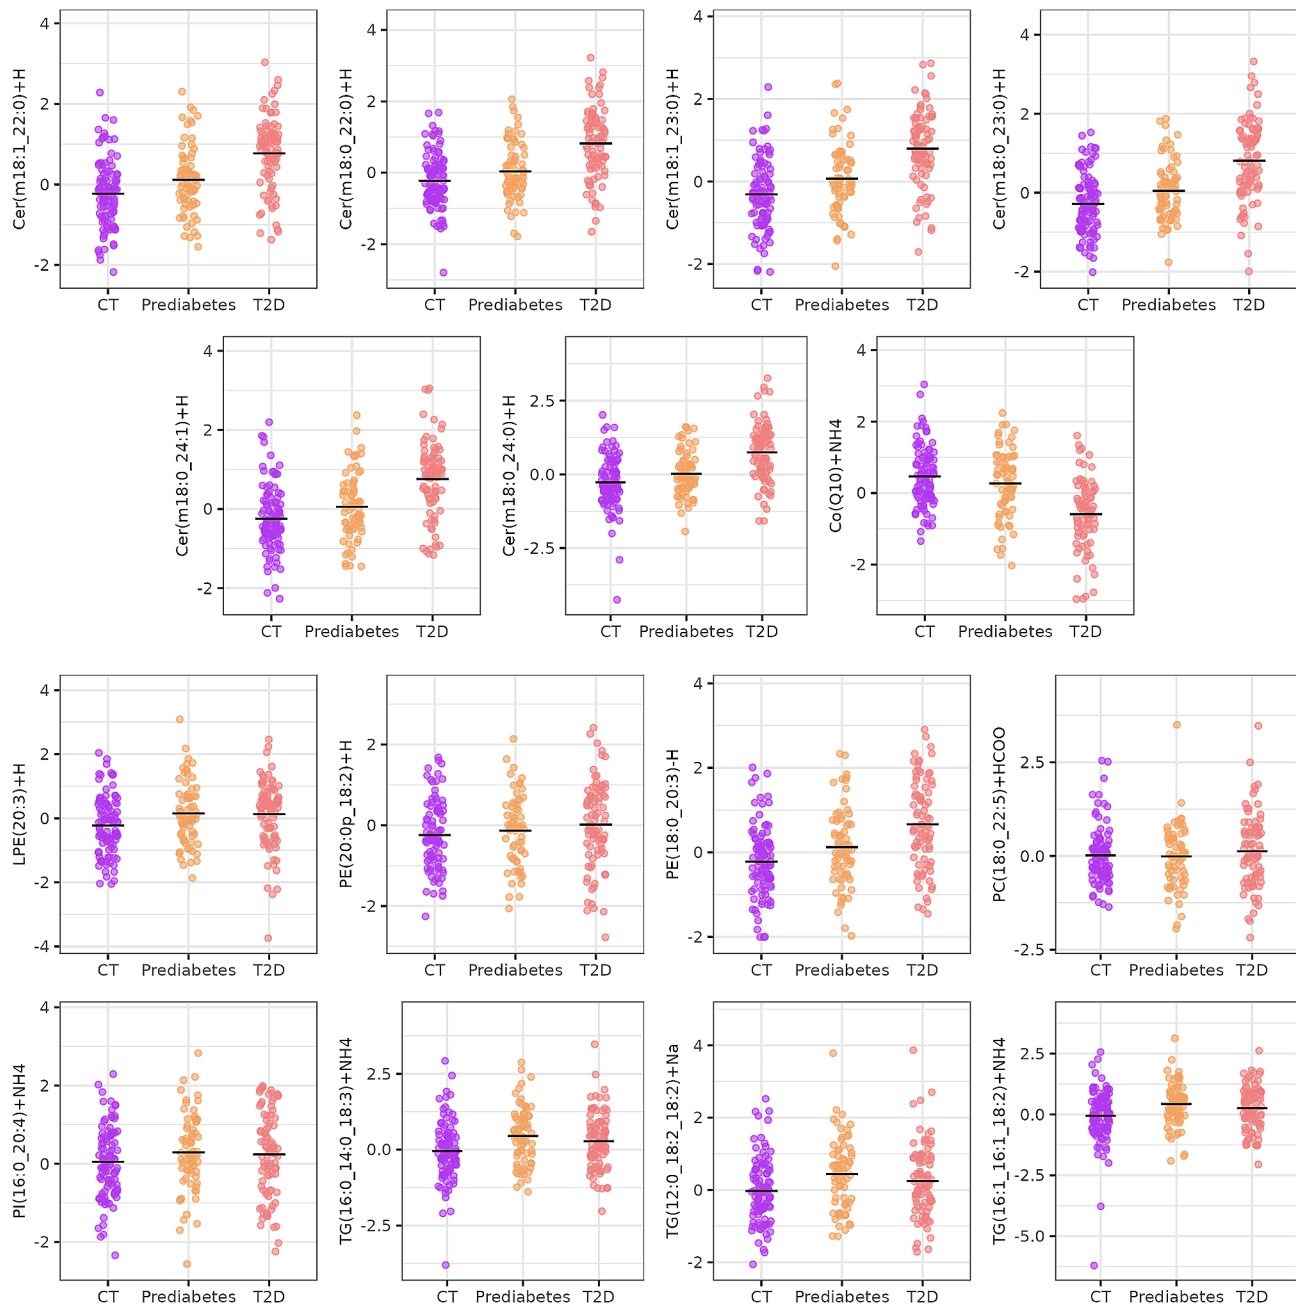 Cer(m18:1_22:0)+H
4
2
0
-2
CT Prediabetes T2D
Cer(m18:0_22:0)+H
4
2
0
-2
CT Prediabetes T2D
Cer(m18:1_23:0)+H
4
2
0
-2
CT Prediabetes T2D
Cer(m18:0_23:0)+H
4
2
0
-2
CT Prediabetes T2D
Cer(m18:0_24:1)+H
4
2
0
-2
CT Prediabetes T2D
Cer(m18:0_24:0)+H
2.5
0.0
-2.5
CT Prediabetes T2D
Co(Q10)+NH4
4
2
0
-2
CT Prediabetes T2D
LPE(20:3)+H
4
2
0
-2
-4
CT Prediabetes T2D
PE(20:0p_18:2)+H
2
0
-2
CT Prediabetes T2D
PE(18:0_20:3)-H
4
2
0
-2
CT Prediabetes T2D
PC(18:0_22:5)+HCOO
2.5
0.0
-2.5
CT Prediabetes T2D
PI(16:0_20:4)+NH4
4
2
0
-2
CT Prediabetes T2D
TG(16:0_14:0_18:3)+NH4
2.5
0.0
-2.5
CT Prediabetes T2D
TG(12:0_18:2_18:2)+Na
4
2
0
-2
CT Prediabetes T2D
TG(16:1_16:1_18:2)+NH4
2.5
0.0
-2.5
-5.0
CT Prediabetes T2D